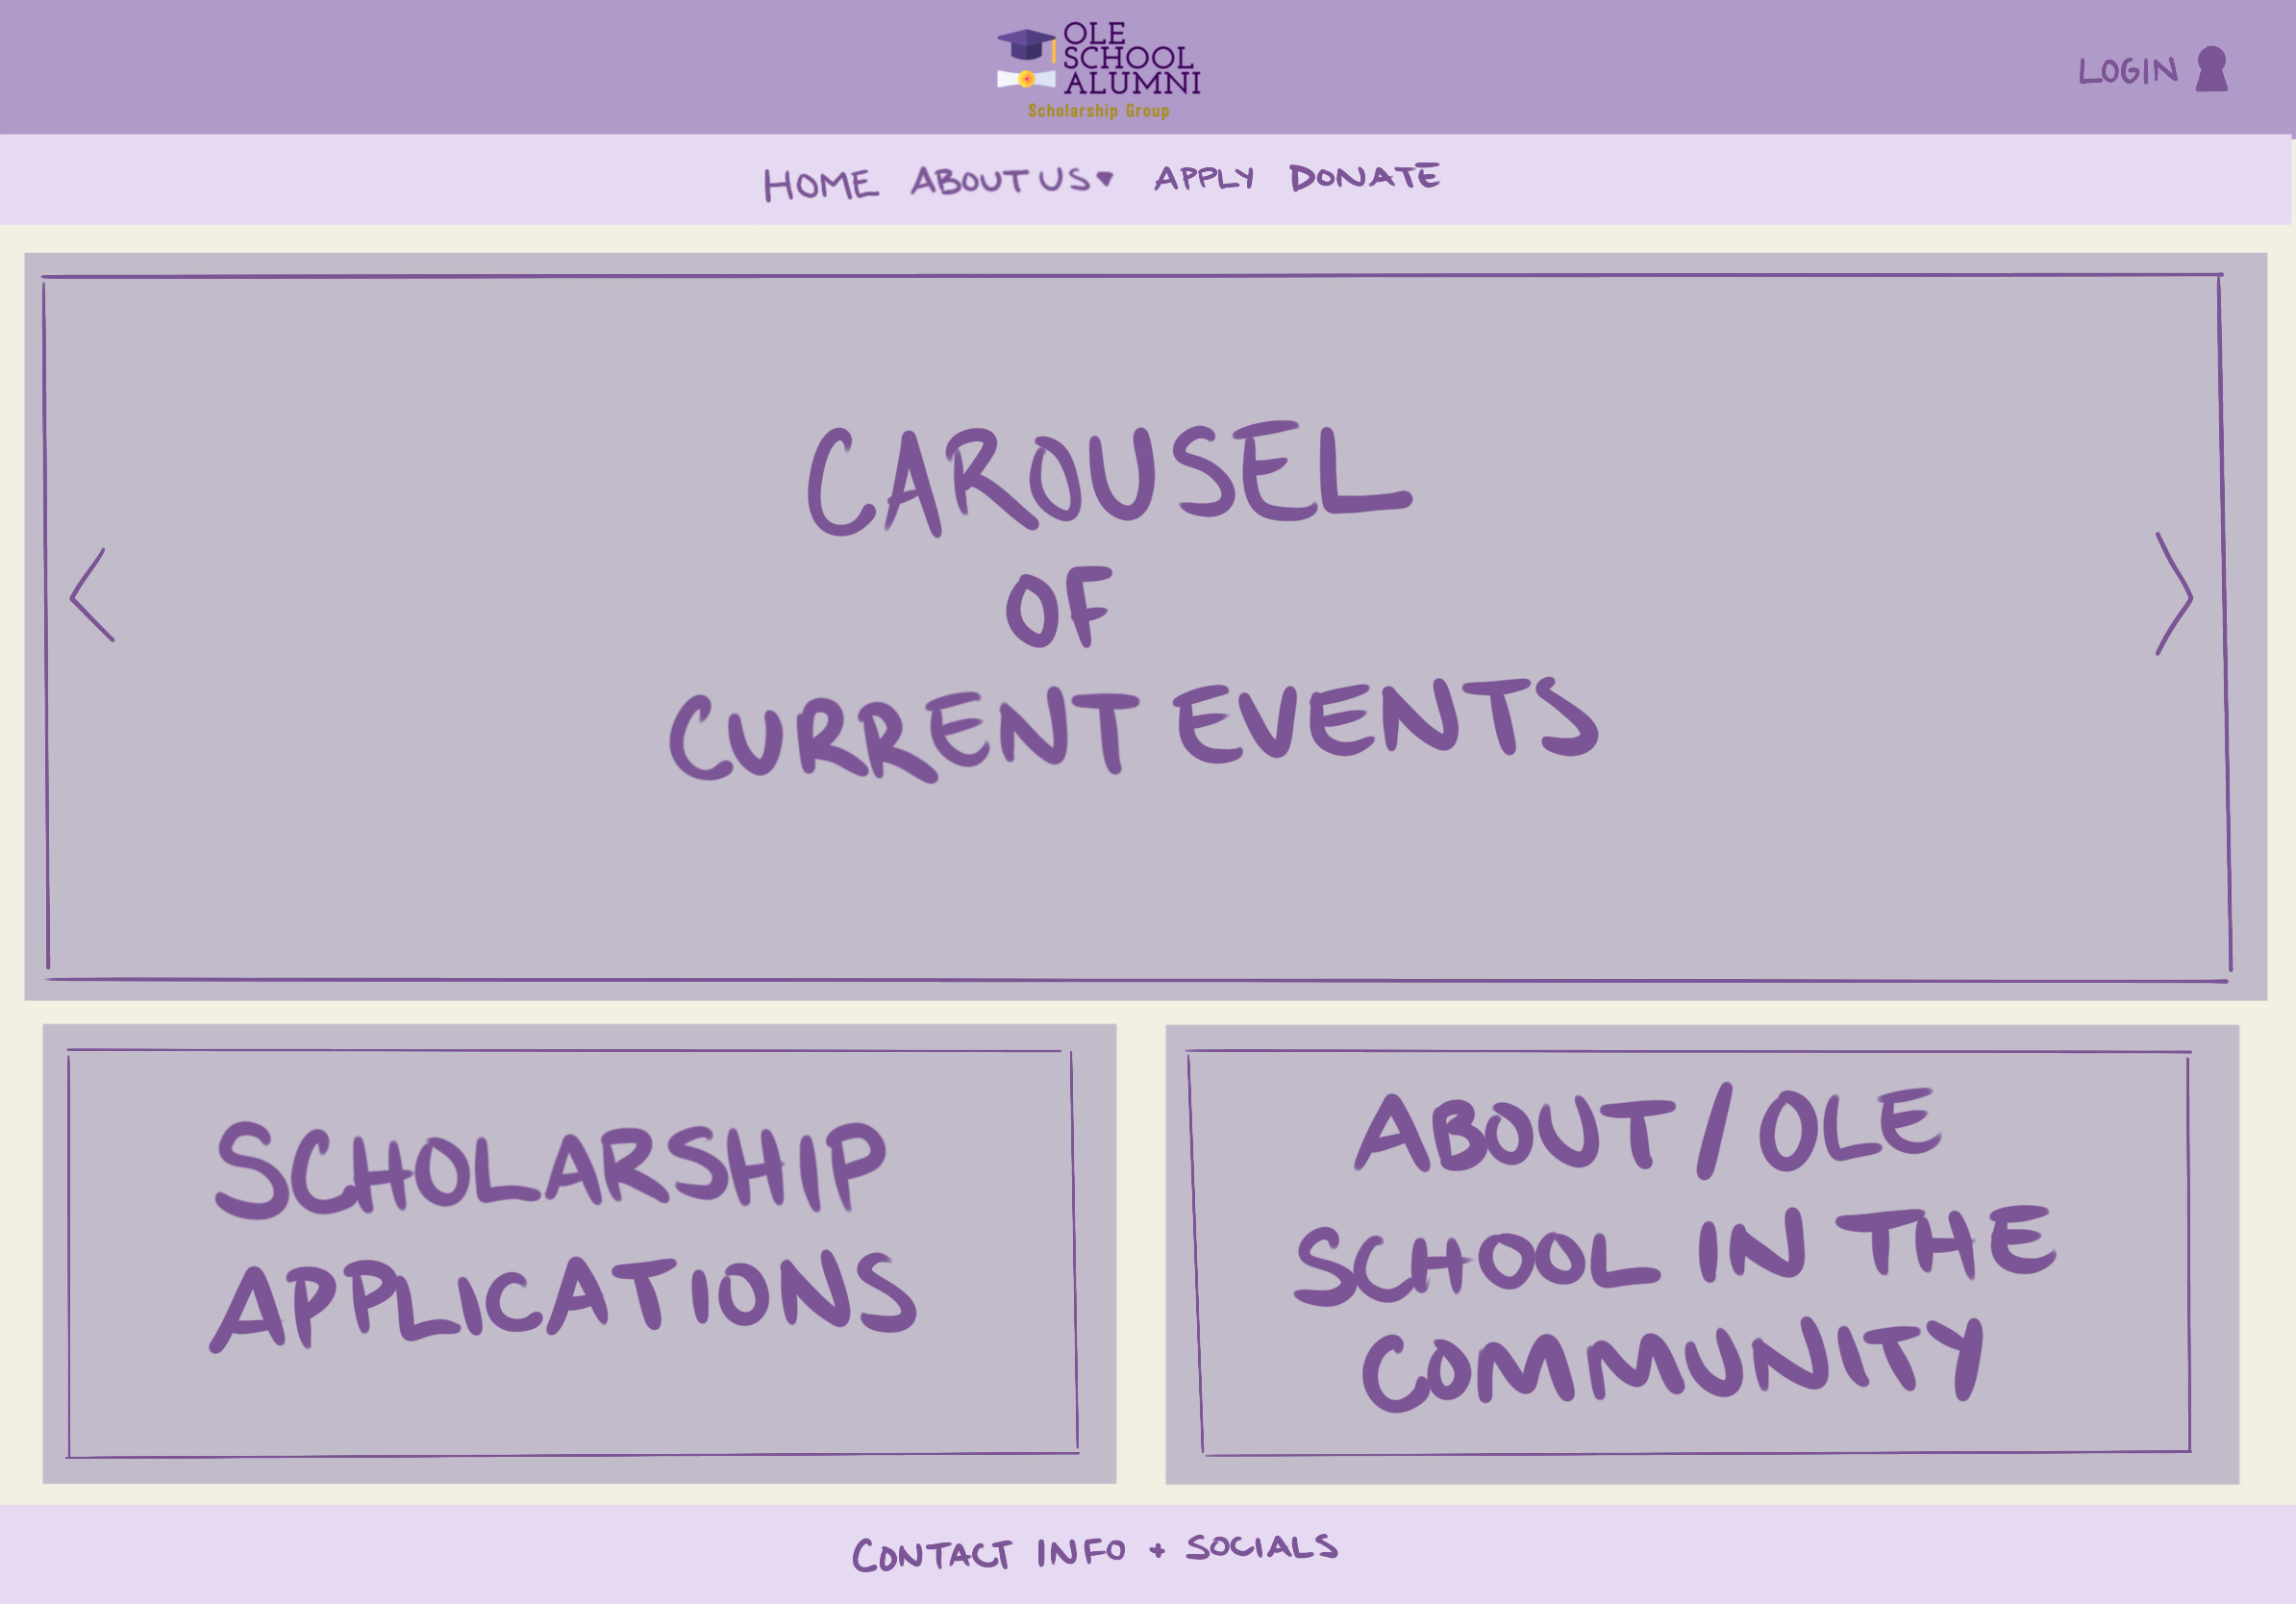 OLE
SCHOOL
ALUMNI
Scholarship Group
LOGIN
HOME ABOUT US APPLY DONATE
CAROUSEL
OF
CURRENT EVENTS
SCHOLARSHIP
APPLICATIONS
ABOUT/OLE
SCHOOL IN THE
COMMUNITY
CONTACT INFO + SOCIALS